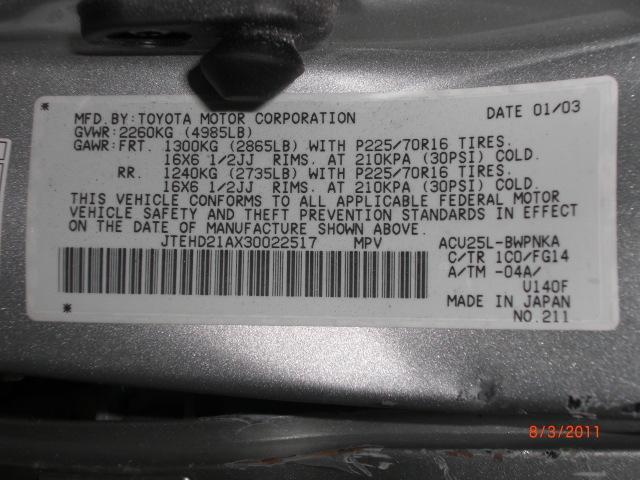 MFD.BY:TOYOTA MOTOR CORPORATION DATE 01/03
GVWR:2260KG (4985LB)
GAWR:FRT. 1300KG (2865LB) WITH P225/70R16 TIRES.
16X6 1/2JJ RIMS. AT 210KPA (30PSI) COLD.
RR. 1240KG (2735LB) WITH P225/70R16 TIRES.
16X6 1/2JJ RIMS. AT 210KPA (30PSI) COLD.
THIS VEHICLE CONFORMS TO ALL APPLICABLE FEDERAL MOTOR
VEHICLE SAFETY AND THEFT PREVENTION STANDARDS IN EFFECT
ON THE DATE OF MANUFACTURE SHOWN ABOVE.
JTEHD21AX30022517 MPV ACU25L-BWPNKA
C/TR 1C0/FG14
A/TM -04A/
U140F
MADE IN JAPAN
NO.211
8/3/2011